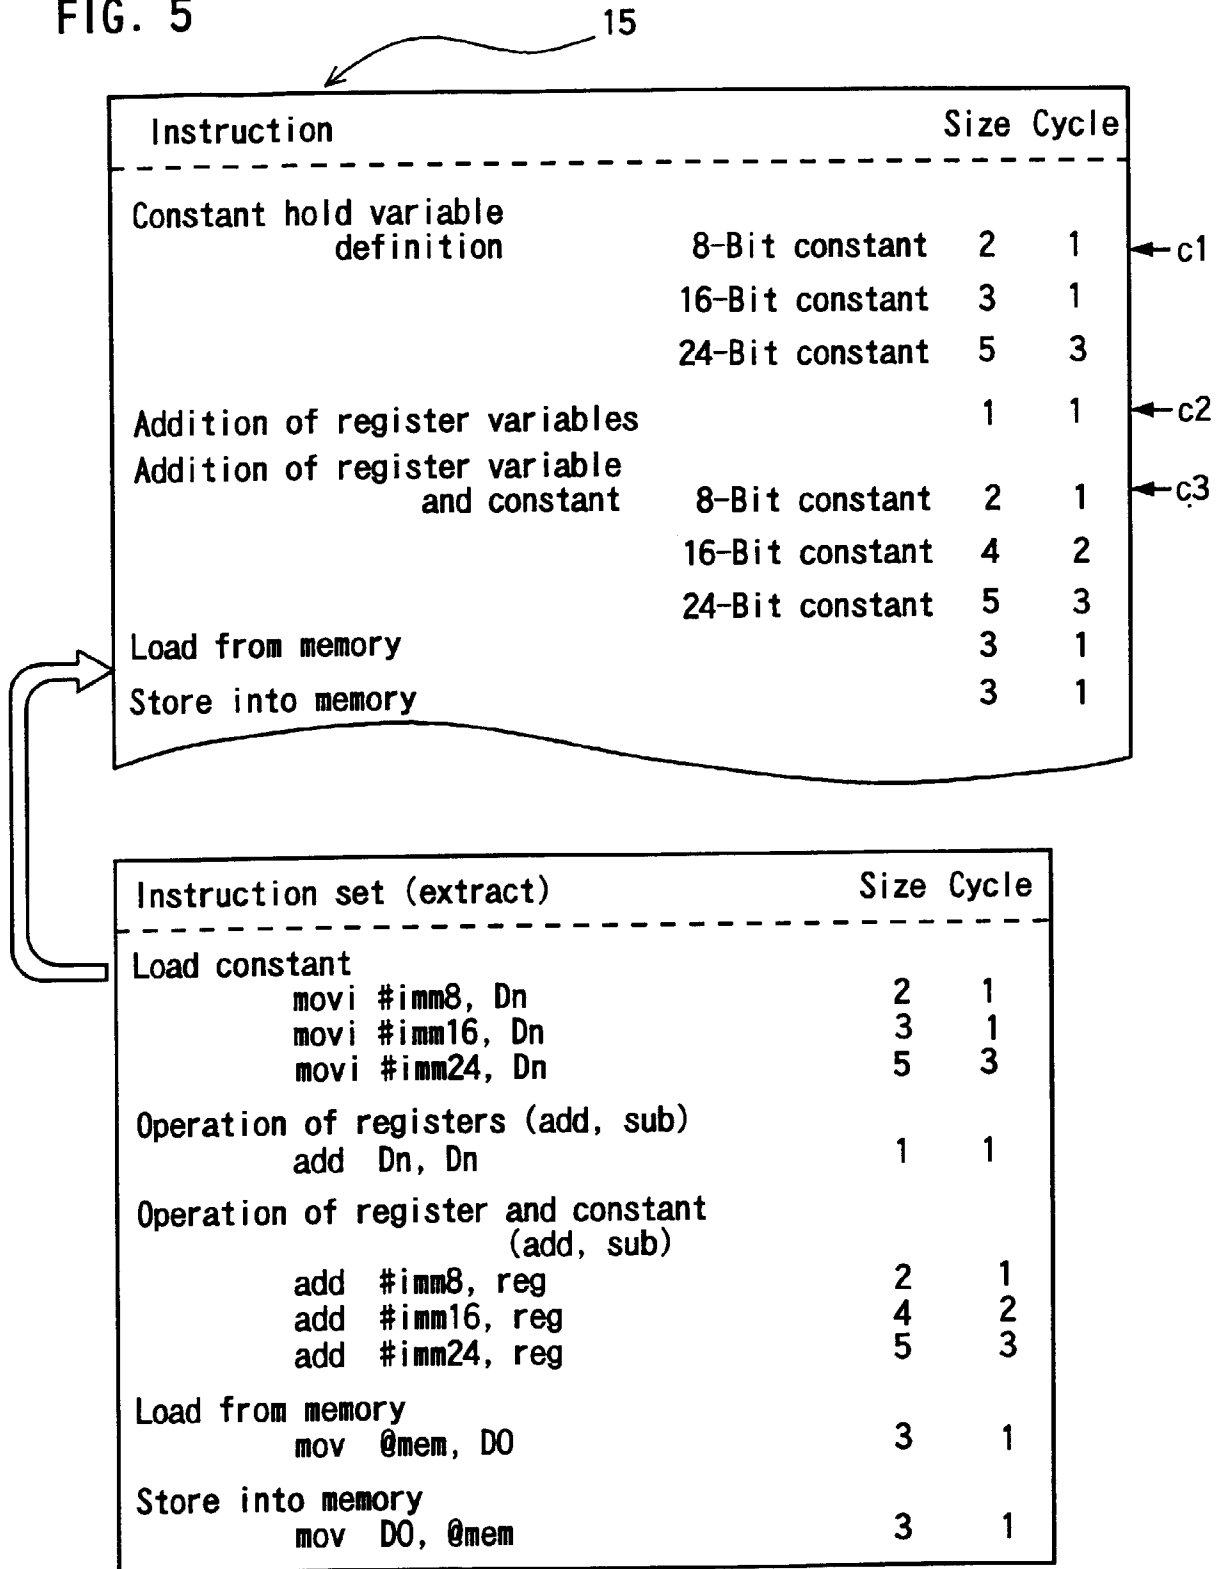 FIG. 5
15
Instruction Size Cycle
Constant hold variable
definition 8-Bit constant 2 1 c1
16-Bit constant 3 1
24-Bit constant 5 3
Addition of register variables 1 1 c2
Addition of register variable
and constant 8-Bit constant 2 1 c3
16-Bit constant 4 2
24-Bit constant 5 3
Load from memory 3 1
Store into memory 3 1
Instruction set (extract) Size Cycle
Load constant
movi #imm8, Dn 2 1
movi #imm16, Dn 3 1
movi #imm24, Dn 5 3
Operation of registers (add, sub)
add Dn, Dn 1 1
Operation of register and constant
(add, sub)
add #imm8, reg 2 1
add #imm16, reg 4 2
add #imm24, reg 5 3
Load from memory
mov @mem, D0 3 1
Store into memory
mov D0, @mem 3 1